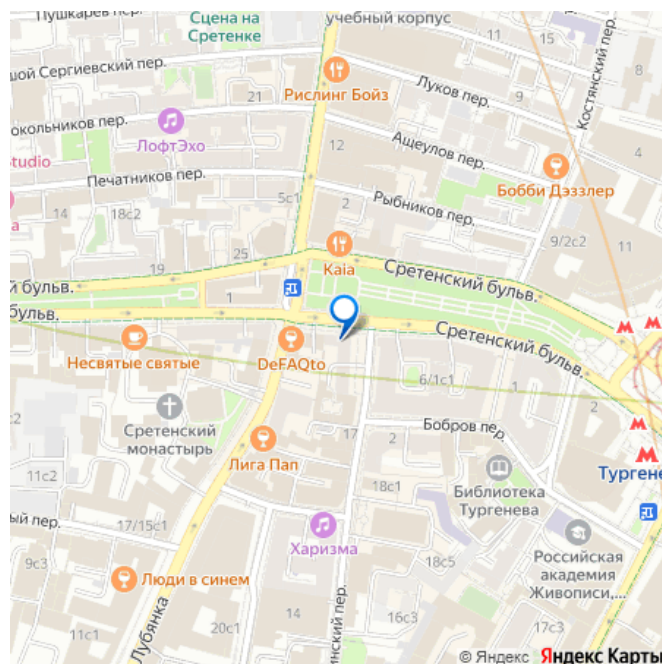 Пушкарев пер.
Сцена на
Сретенке
учебный корпус
шой Сергиевский пер.
Рислинг Бойз
Луков пер.
Костянский пер.
8
21
окольников пер.
ЛофтЭхо
12
Ащеулов пер.
4
Studio
Печатников пер.
5с1
Бобби Дэззлер
а
14
18с2
2
Рыбников пер.
9/2с2
11
25
19
Kaia
Сретенский бульв.
й бульв.
1
бульв.
Сретенский бульв.
Несвятые святые
DeFAQto
1
6/1с1
2
Сретенский
монастырь
Бобров пер.
17
2
Лига Пап
11с2
18с1
Библиотека
Тургенева
Тургене
ый пер.
17/15с1
Харизма
9с3
Люди в синем
18с5
Российская
академия
Живописи,...
14
16с3
Лубянка
инский пер.
11с1
20с1
17с3
© Яндекс Яндекс Карты